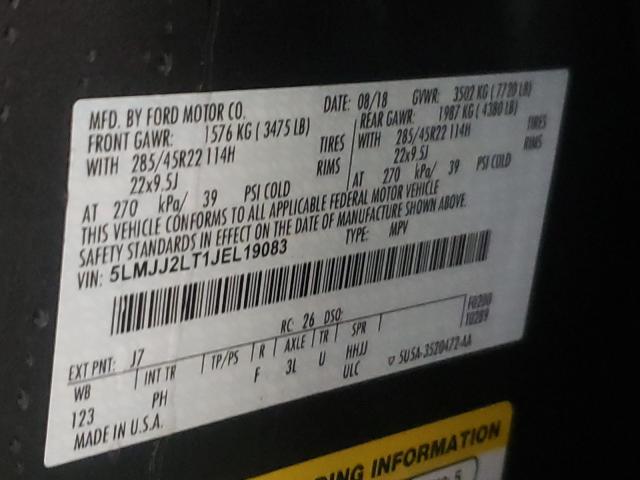 MFD. BY FORD MOTOR CO.
DATE: 08/18 GVWR: 3502 KG ( 7720 LB)
FRONT GAWR: 1576 KG ( 3475 LB)
REAR GAWR: 1987 KG ( 4380 LB)
WITH 285/45R22 114H TIRES
WITH 285/45R22 114H TIRES
22x9.5J RIMS
22x9.5J RIMS
AT 270 kPa/ 39 PSI COLD
AT 270 kPa/ 39 PSI COLD
THIS VEHICLE CONFORMS TO ALL APPLICABLE FEDERAL MOTOR VEHICLE
SAFETY STANDARDS IN EFFECT ON THE DATE OF MANUFACTURE SHOWN ABOVE.
VIN: 5LMJJ2LT1JEL19083 TYPE: MPV
F0200
10289
EXT PNT: J7 RC: 26 DSO:
WB INT TR TP/PS R AXLE TR SPR
123 PH F 3L U HHJJ
ULC 5U5A-3520472-AA
MADE IN U.S.A.
DING INFORMATION